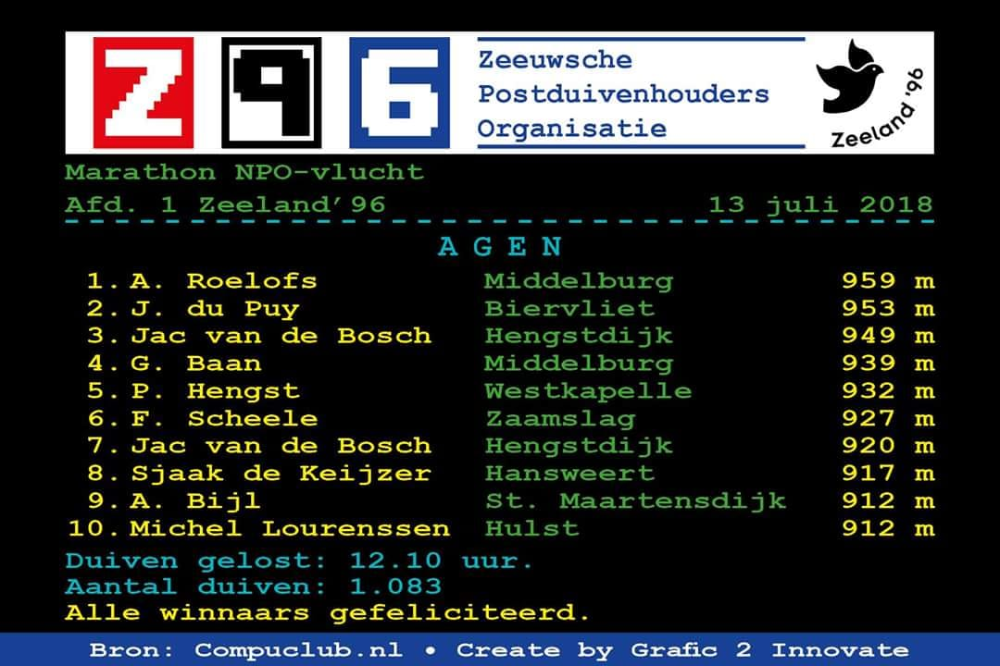 Z96
Zeeuwsche
Postduivenhouders
Organisatie
Zeeland '96
Marathon NPO-vlucht
Afd. 1 Zeeland'96 13 juli 2018
AGEN
1. A. Roelofs Middelburg 959 m
2. J. du Puy Biervliet 953 m
3. Jac van de Bosch Hengstdijk 949 m
4. G. Baan Middelburg 939 m
5. P. Hengst Westkapelle 932 m
6. F. Scheele Zaamslag 927 m
7. Jac van de Bosch Hengstdijk 920 m
8. Sjaak de Keijzer Hansweert 917 m
9. A. Bijl St. Maartensdijk 912 m
10. Michel Lourenssen Hulst 912 m
Duiven gelost: 12.10 uur.
Aantal duiven: 1.083
Alle winnaars gefeliciteerd.
Bron: Compuclub.nl • Create by Grafic 2 Innovate